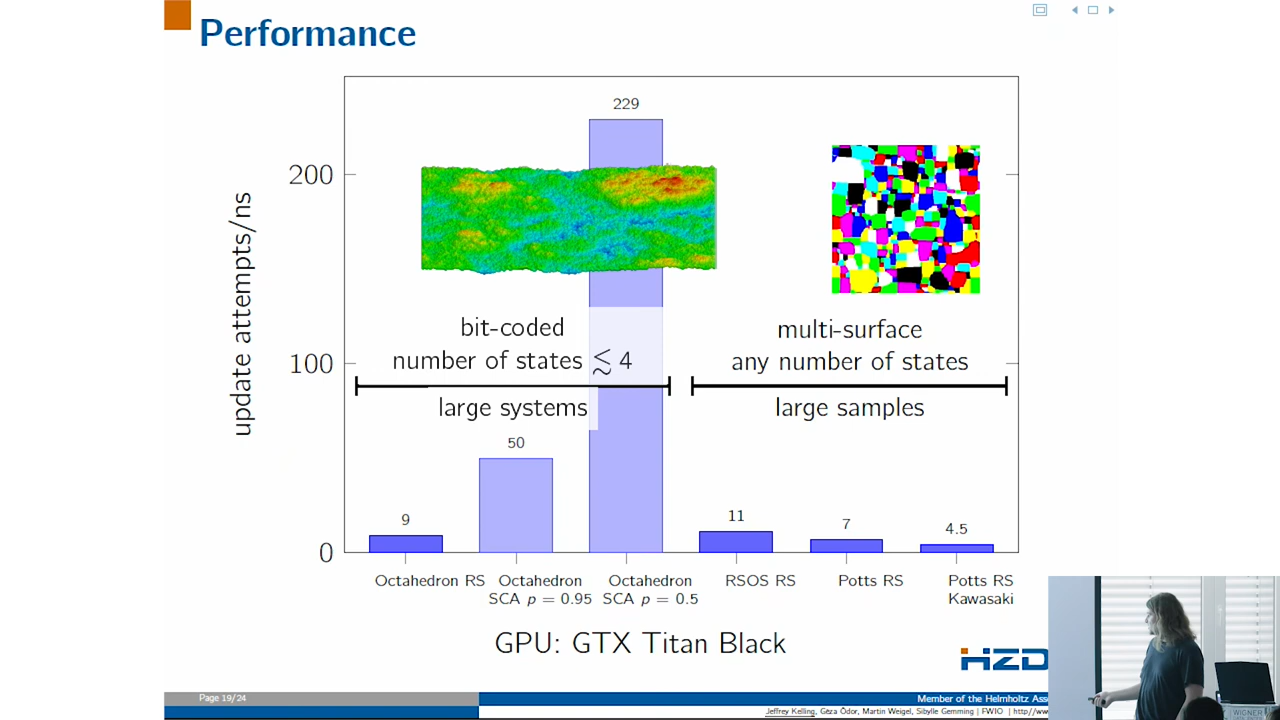 Performance
update attempts/ns
200
100
0
229
50
9
11
7
4.5
bit-coded
number of states ≲ 4
large systems
multi-surface
any number of states
large samples
Octahedron RS
Octahedron
SCA p = 0.95
Octahedron
SCA p = 0.5
RSOS RS
Potts RS
Potts RS
Kawasaki
GPU: GTX Titan Black
HZD
Page 19/24
Member of the Helmholtz Ass
Jeffrey Kelling, Géza Ódor, Martin Weigel, Sibylle Gemming | FWIO | http://ww
WIGNER